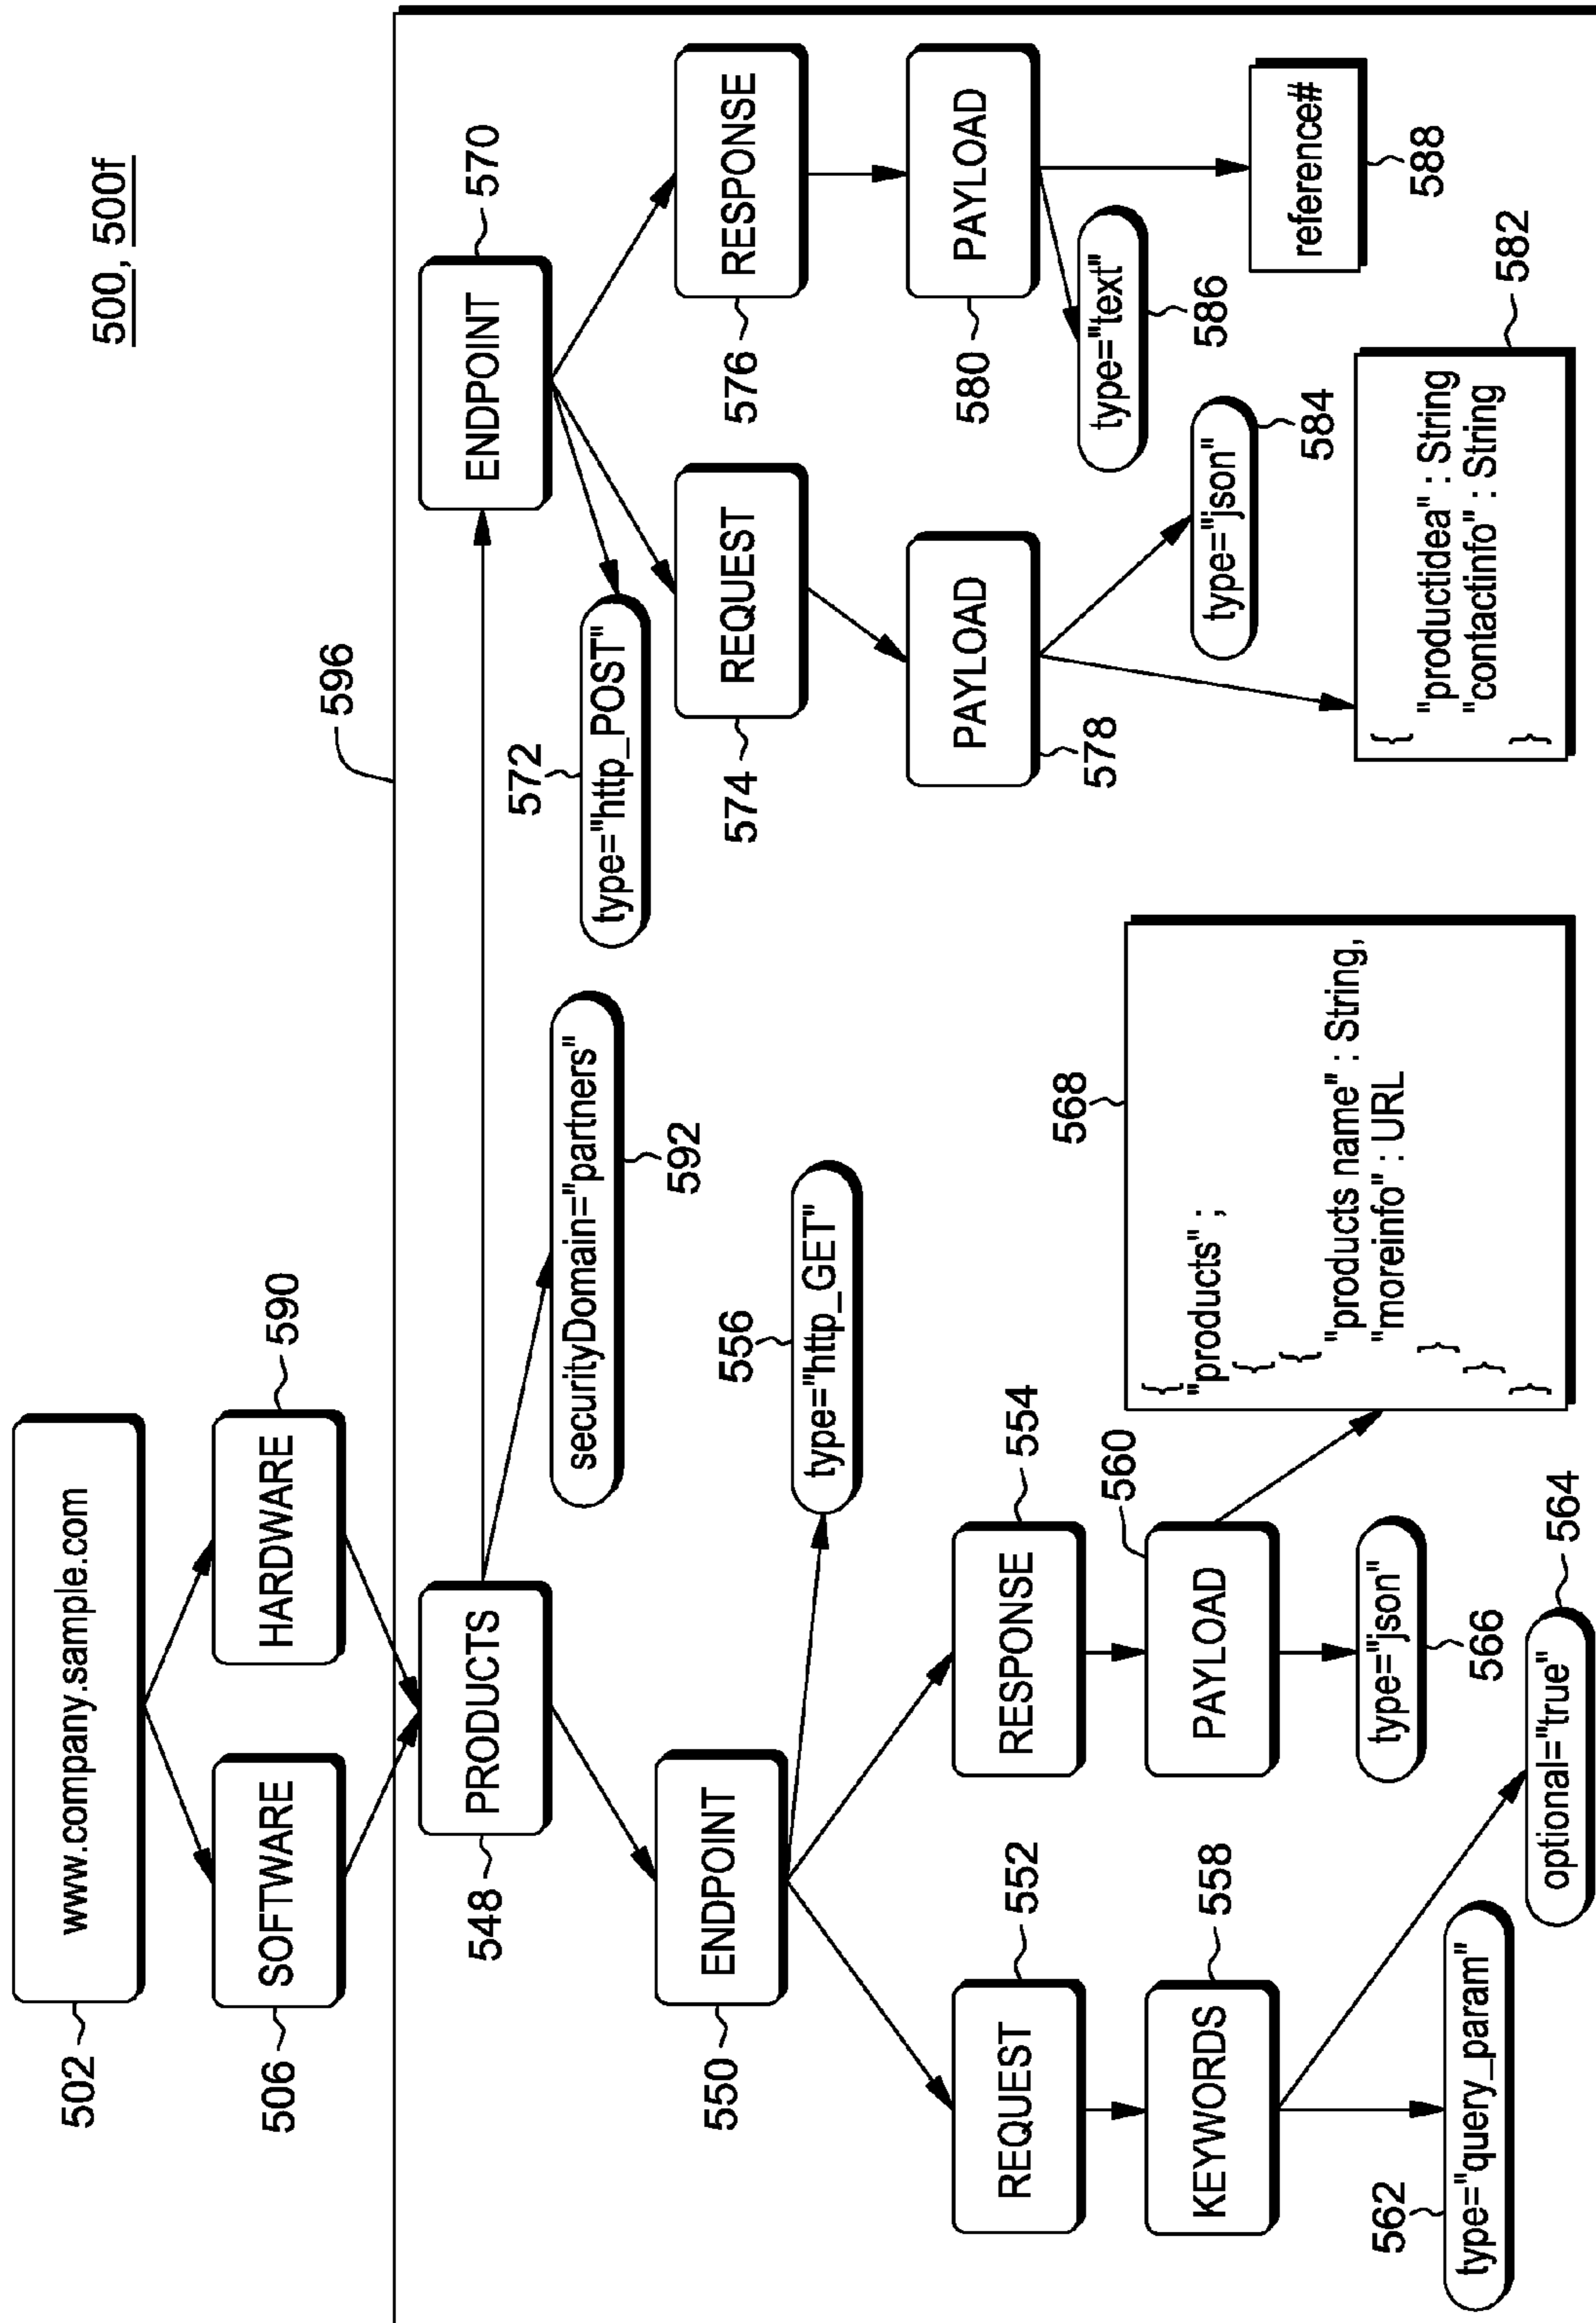 500, 500f
www.company.sample.com
502
SOFTWARE
506
HARDWARE
590
596
PRODUCTS
548
ENDPOINT
570
securityDomain="partners"
592
572
type="http_POST"
ENDPOINT
550
556
type="http_GET"
REQUEST
574
RESPONSE
576
REQUEST
552
RESPONSE
554
PAYLOAD
578
PAYLOAD
580
KEYWORDS
558
560
PAYLOAD
type="text"
586
type="json"
584
reference#
588
568
{
"products" ;
{
{
"products name" : String,
"moreinfo" : URL
}
}
}
type="json"
566
{
"productidea" : String
"contactinfo" : String
}
582
562
type="query_param"
optional="true"
564